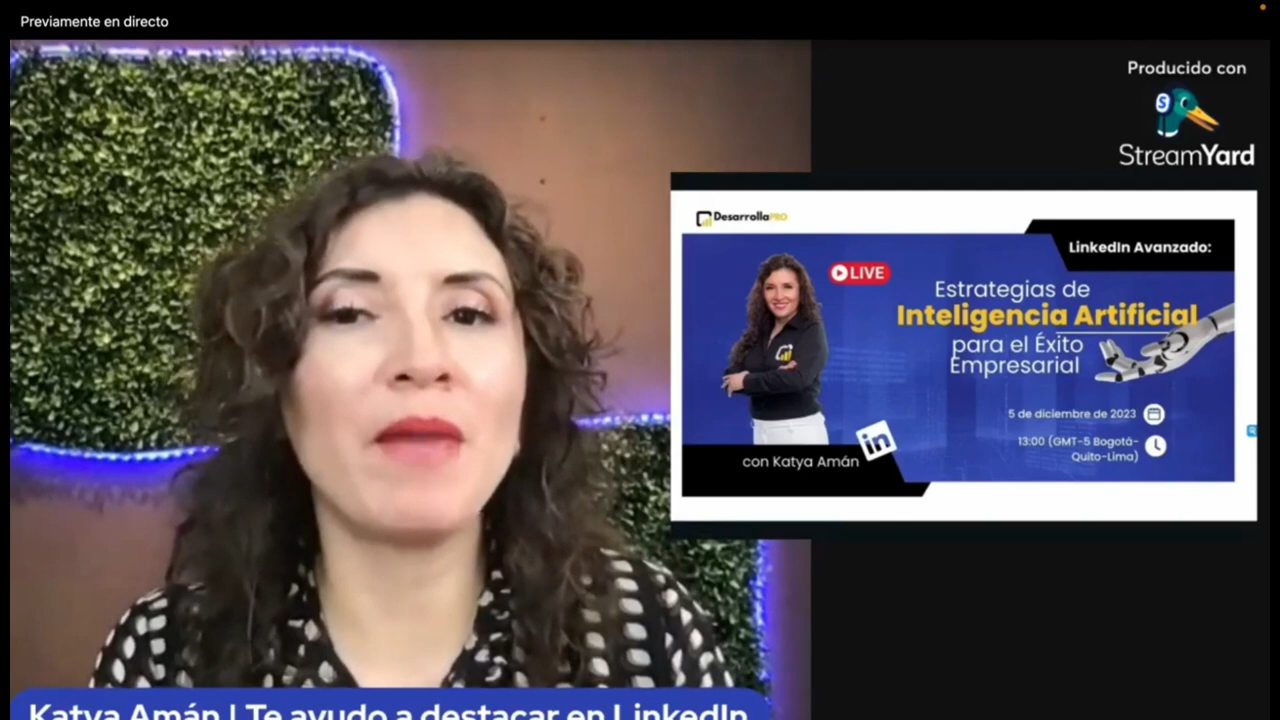 Previamente en directo
Producido con
StreamYard
DesarrollaPRO
LinkedIn Avanzado:
LIVE
Estrategias de
Inteligencia Artificial
para el Éxito
Empresarial
5 de diciembre de 2023
13:00 (GMT-5 Bogotá-
Quito-Lima)
in
con Katya Amán
Katya Amán | Te ayudo a destacar en LinkedIn